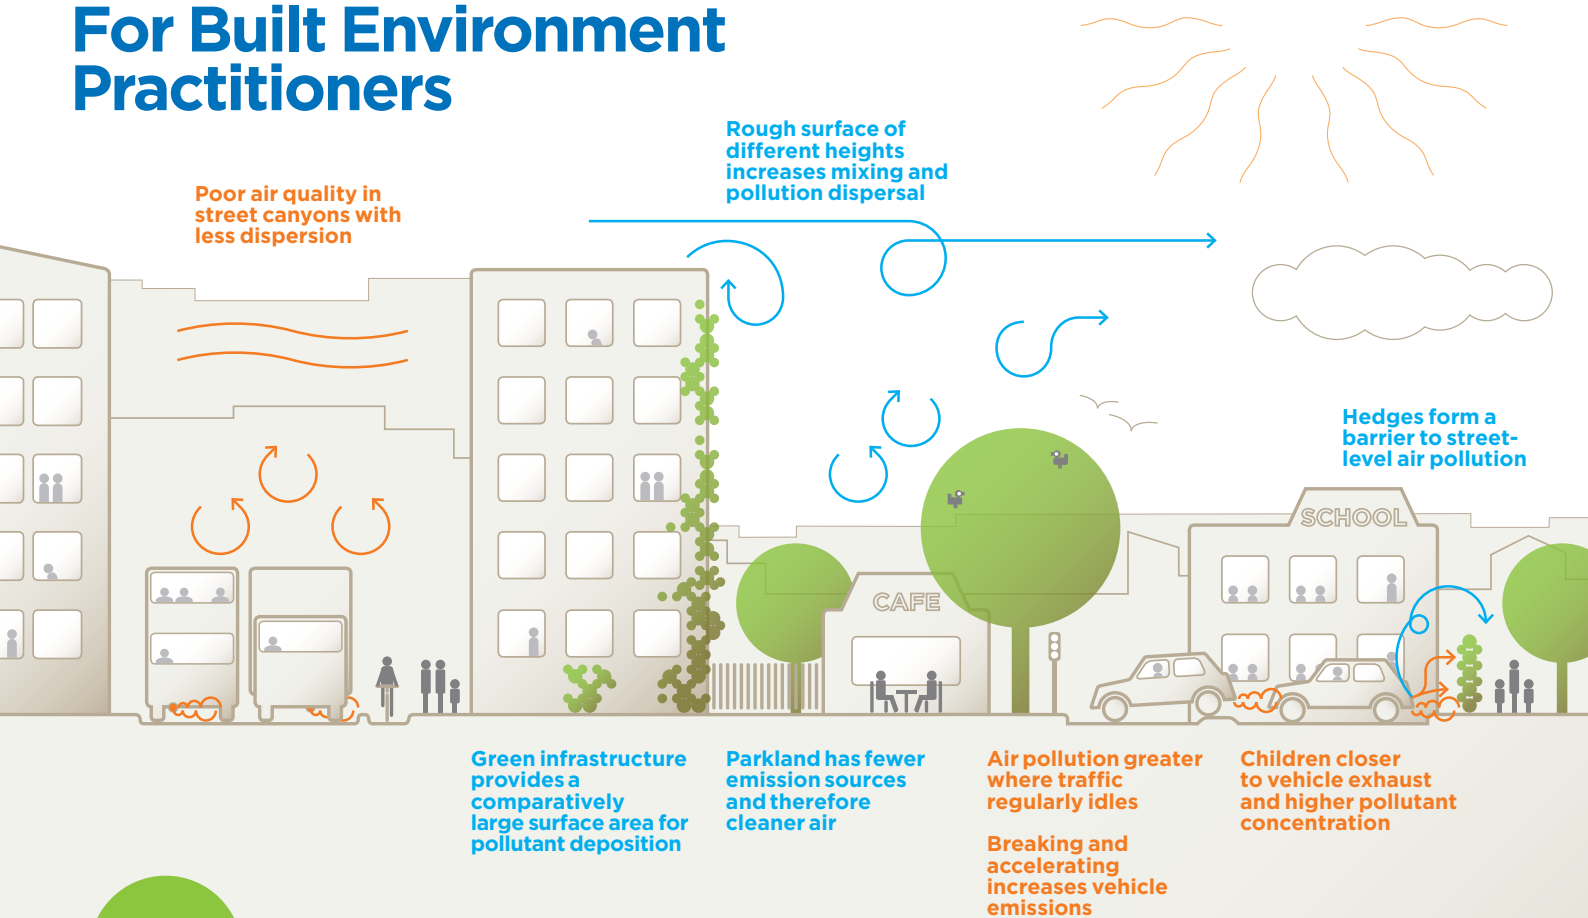 For Built Environment
Practitioners
Rough surface of
different heights
increases mixing and
pollution dispersal
Poor air quality in
street canyons with
less dispersion
Hedges form a
barrier to street-
level air pollution
SCHOOL
CAFE
Green infrastructure
provides a
comparatively
large surface area for
pollutant deposition
Parkland has fewer
emission sources
and therefore
cleaner air
Air pollution greater
where traffic
regularly idles
Breaking and
accelerating
increases vehicle
emissions
Children closer
to vehicle exhaust
and higher pollutant
concentration